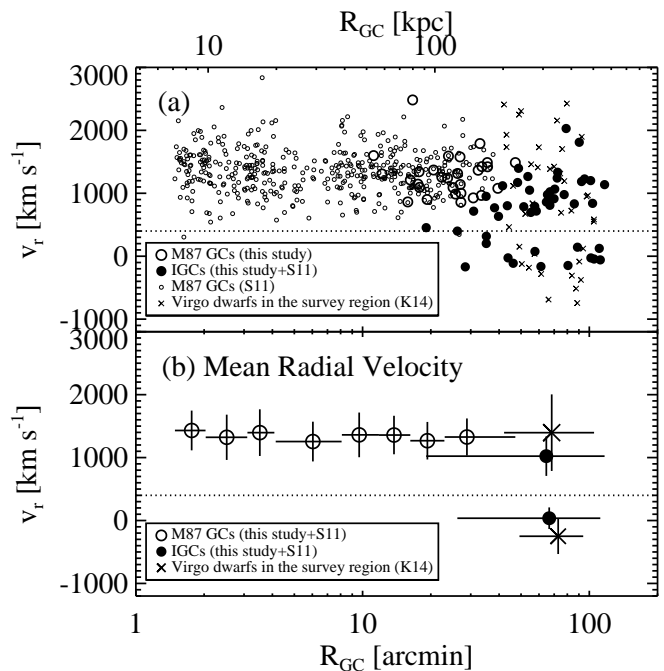 R_GC [kpc]
10 100
3000
(a)
2000
1000
0
-1000
v_r [km s⁻¹]
M87 GCs (this study)
IGCs (this study+S11)
M87 GCs (S11)
Virgo dwarfs in the survey region (K14)
3000
(b) Mean Radial Velocity
2000
1000
0
-1000
v_r [km s⁻¹]
M87 GCs (this study+S11)
IGCs (this study+S11)
Virgo dwarfs in the survey region (K14)
1 10 100
R_GC [arcmin]